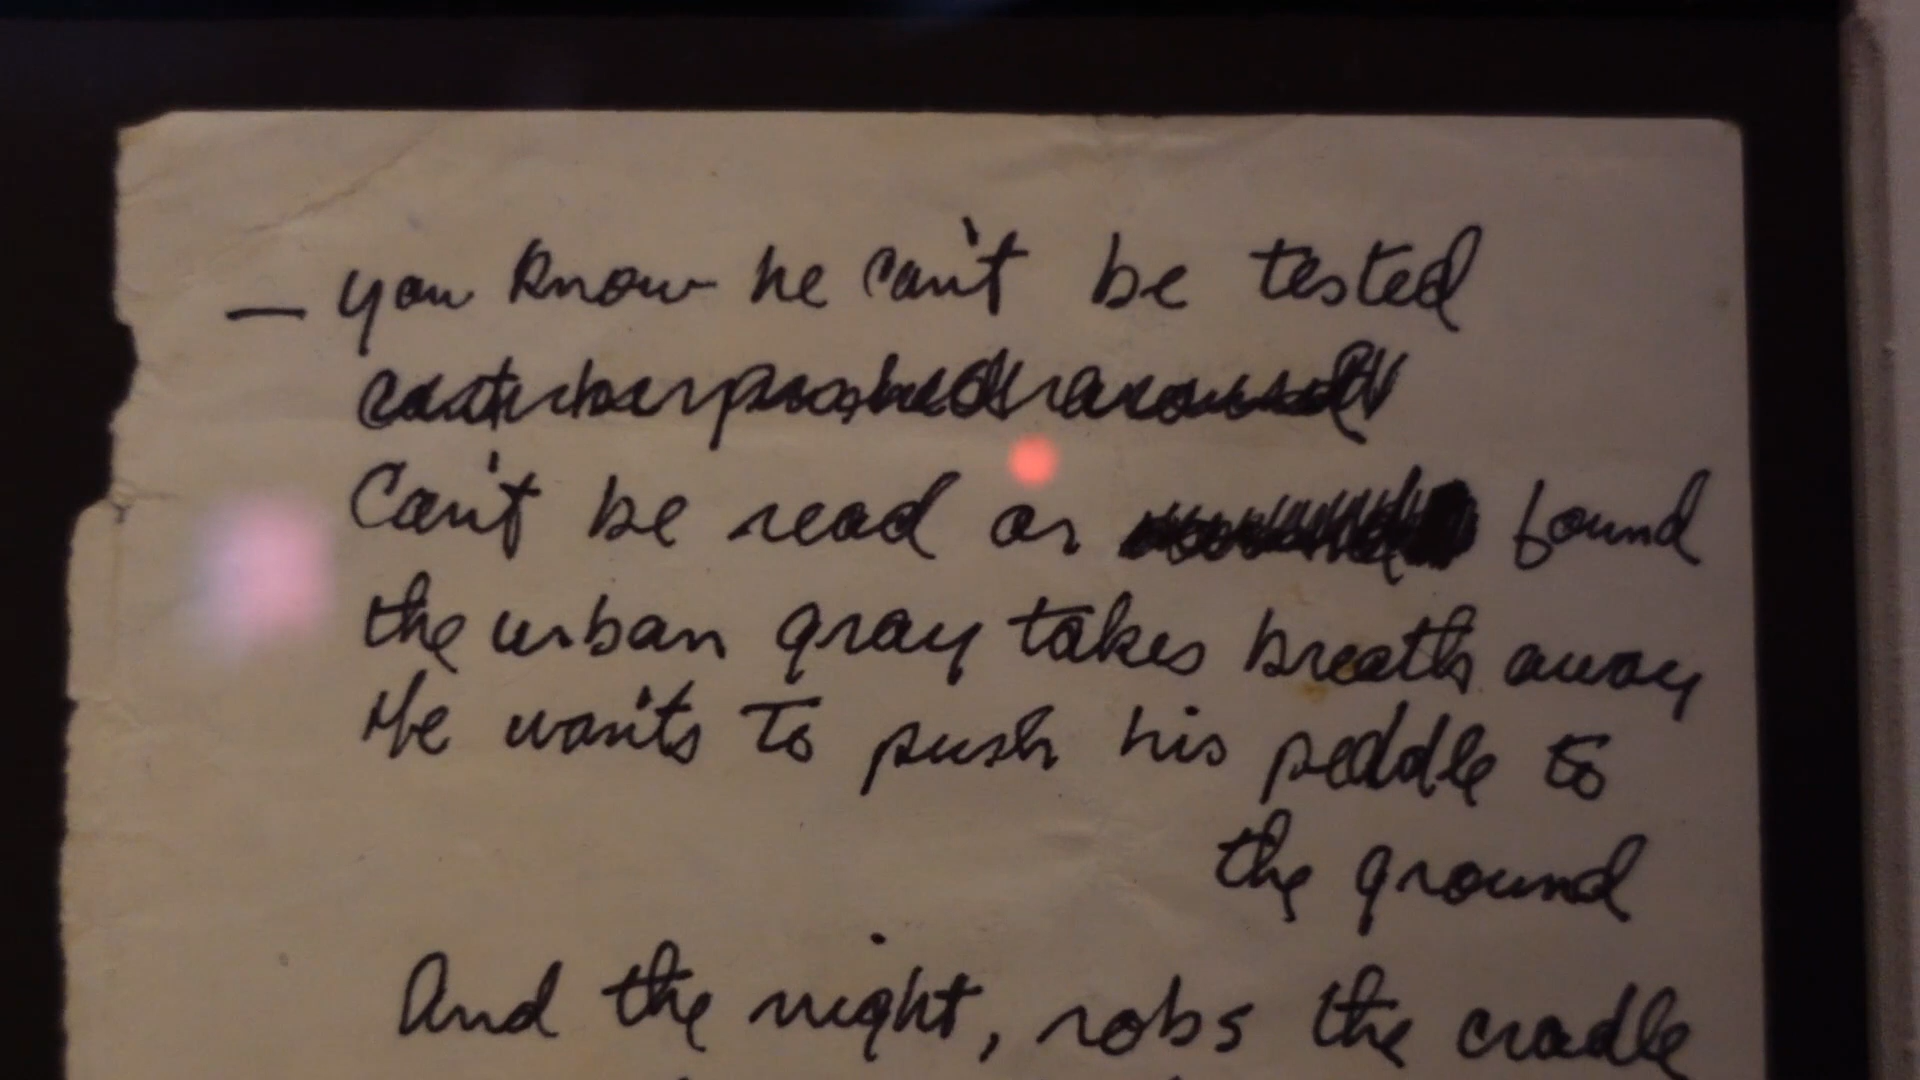 — you know he can't be tested
Can't be read or found
the urban gray takes breath away
He wants to push his peddle to
the ground
And the night, robs the cradle